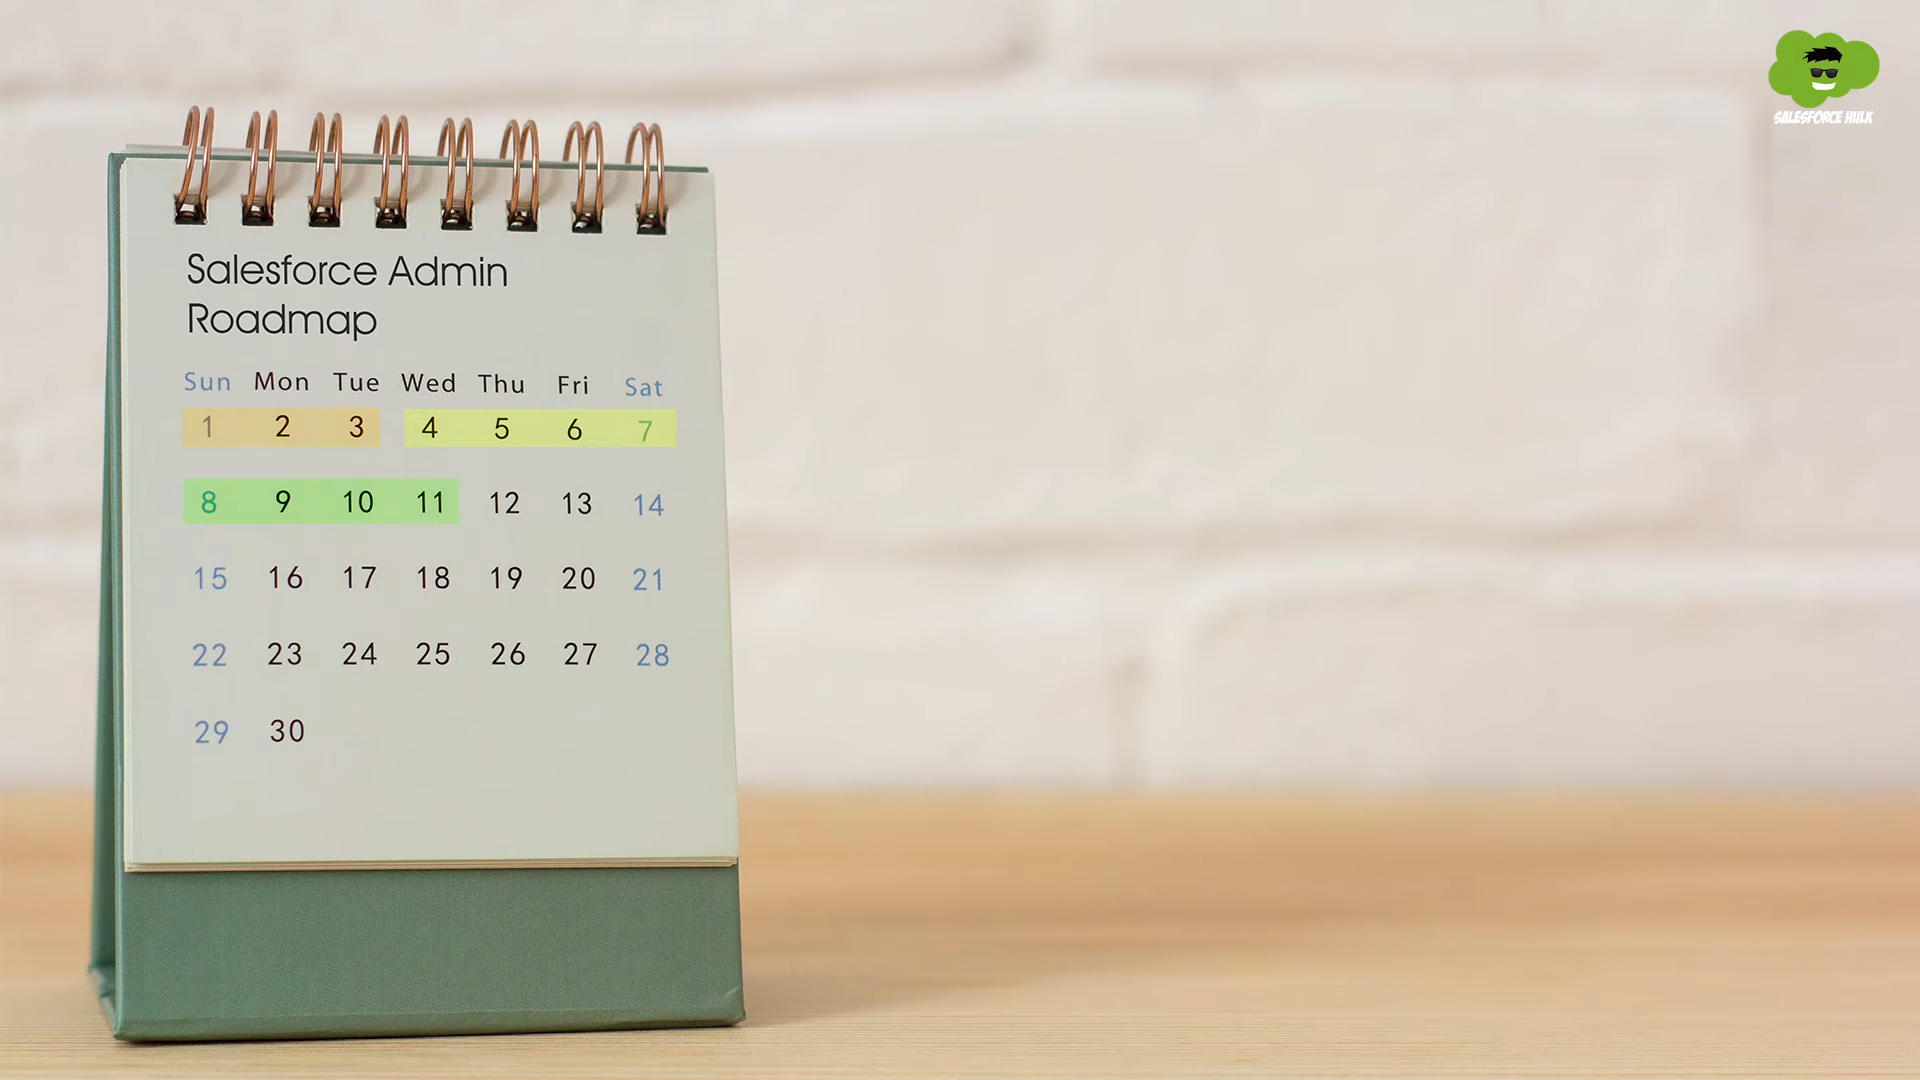 SALESFORCE HULK
Salesforce Admin
Roadmap
Sun Mon Tue Wed Thu Fri Sat
1 2 3 4 5 6 7
8 9 10 11 12 13 14
15 16 17 18 19 20 21
22 23 24 25 26 27 28
29 30